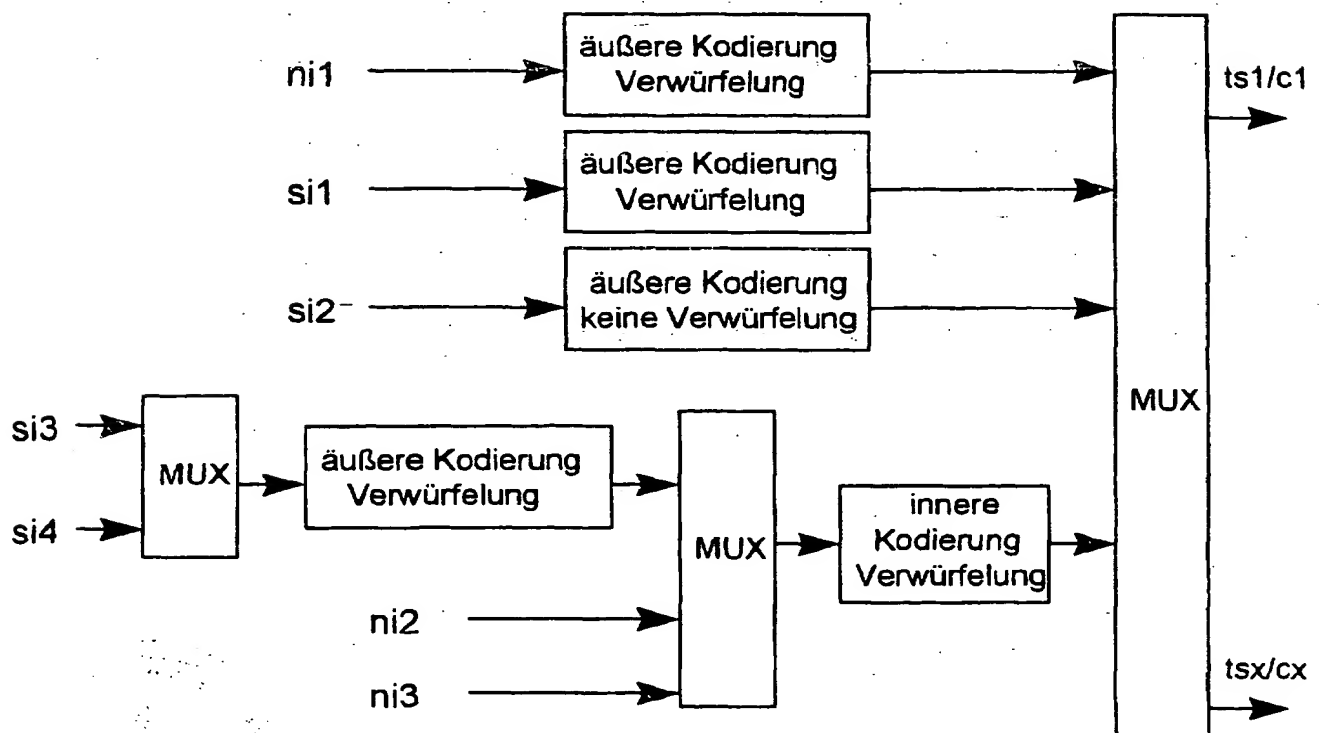 ni1
äußere Kodierung
Verwürfelung
ts1/c1
si1
äußere Kodierung
Verwürfelung
si2
äußere Kodierung
keine Verwürfelung
MUX
si3
si4
MUX
äußere Kodierung
Verwürfelung
MUX
innere
Kodierung
Verwürfelung
ni2
ni3
tsx/cx